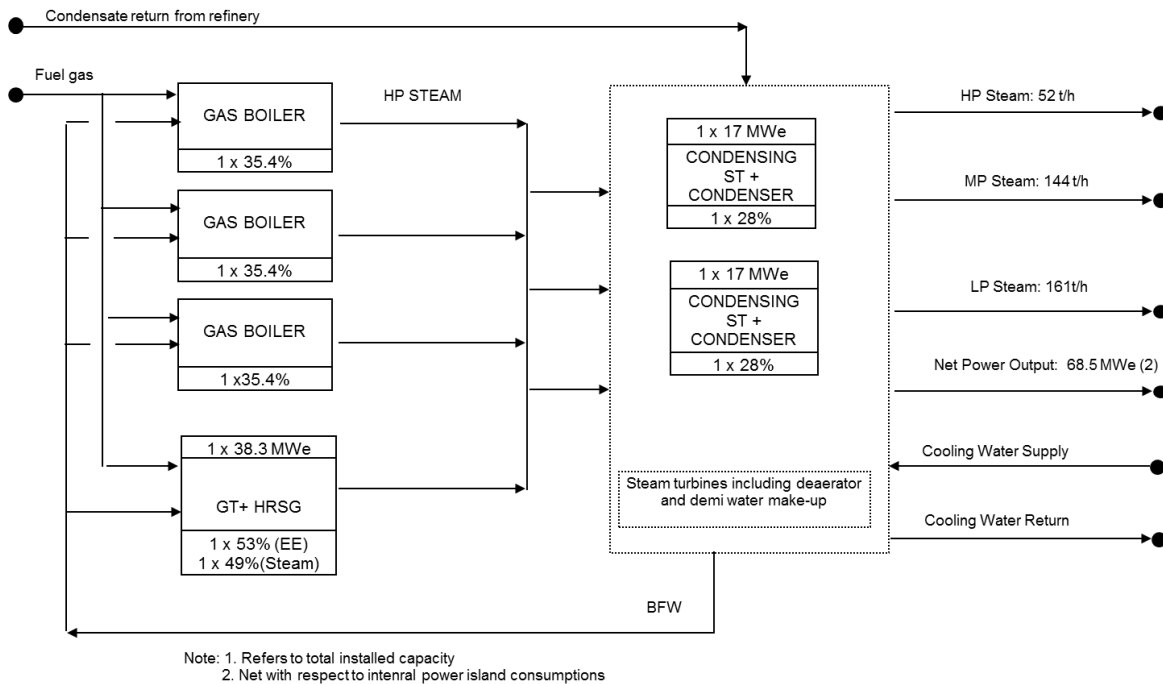 Condensate return from refinery
Fuel gas
GAS BOILER
1 x 35.4%
GAS BOILER
1 x 35.4%
GAS BOILER
1 x35.4%
1 x 38.3 MWe
GT+ HRSG
1 x 53% (EE)
1 x 49%(Steam)
HP STEAM
1 x 17 MWe
CONDENSING
ST +
CONDENSER
1 x 28%
1 x 17 MWe
CONDENSING
ST +
CONDENSER
1 x 28%
Steam turbines including deaerator
and demi water make-up
HP Steam: 52 t/h
MP Steam: 144 t/h
LP Steam: 161t/h
Net Power Output: 68.5 MWe (2)
Cooling Water Supply
Cooling Water Return
BFW
Note: 1. Refers to total installed capacity
2. Net with respect to intenral power island consumptions